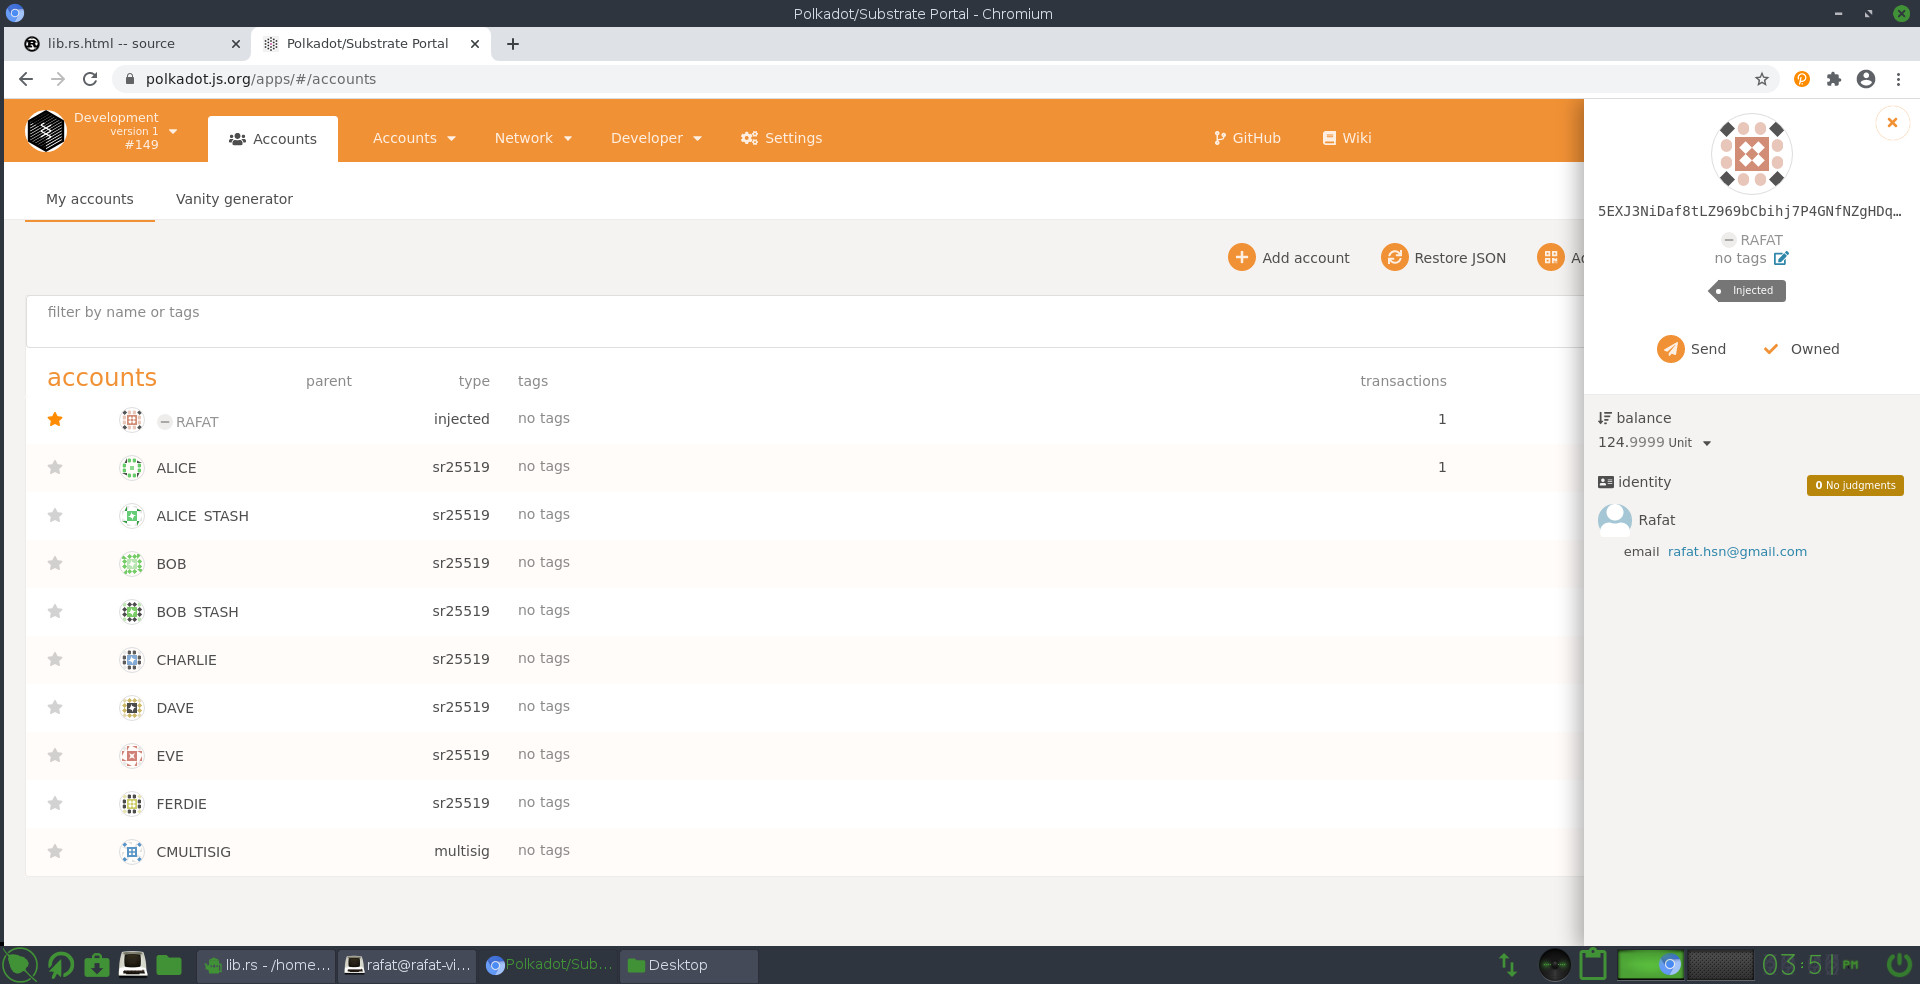 Polkadot/Substrate Portal - Chromium
lib.rs.html -- source
Polkadot/Substrate Portal
polkadot.js.org/apps/#/accounts
Development
version 1
#149
Accounts
Accounts
Network
Developer
Settings
GitHub
Wiki
My accounts
Vanity generator
Add account
Restore JSON
filter by name or tags
accounts parent type tags transactions
RAFAT injected no tags 1
ALICE sr25519 no tags 1
ALICE STASH sr25519 no tags
BOB sr25519 no tags
BOB STASH sr25519 no tags
CHARLIE sr25519 no tags
DAVE sr25519 no tags
EVE sr25519 no tags
FERDIE sr25519 no tags
CMULTISIG multisig no tags
5EXJ3NiDaf8tLZ969bCbihj7P4GNfNZgHDq…
RAFAT
no tags
Injected
Send
Owned
balance
124.9999 Unit
identity
0 No judgments
Rafat
email rafat.hsn@gmail.com
lib.rs - /home...
rafat@rafat-vi...
Polkadot/Sub...
Desktop
03:51 PM